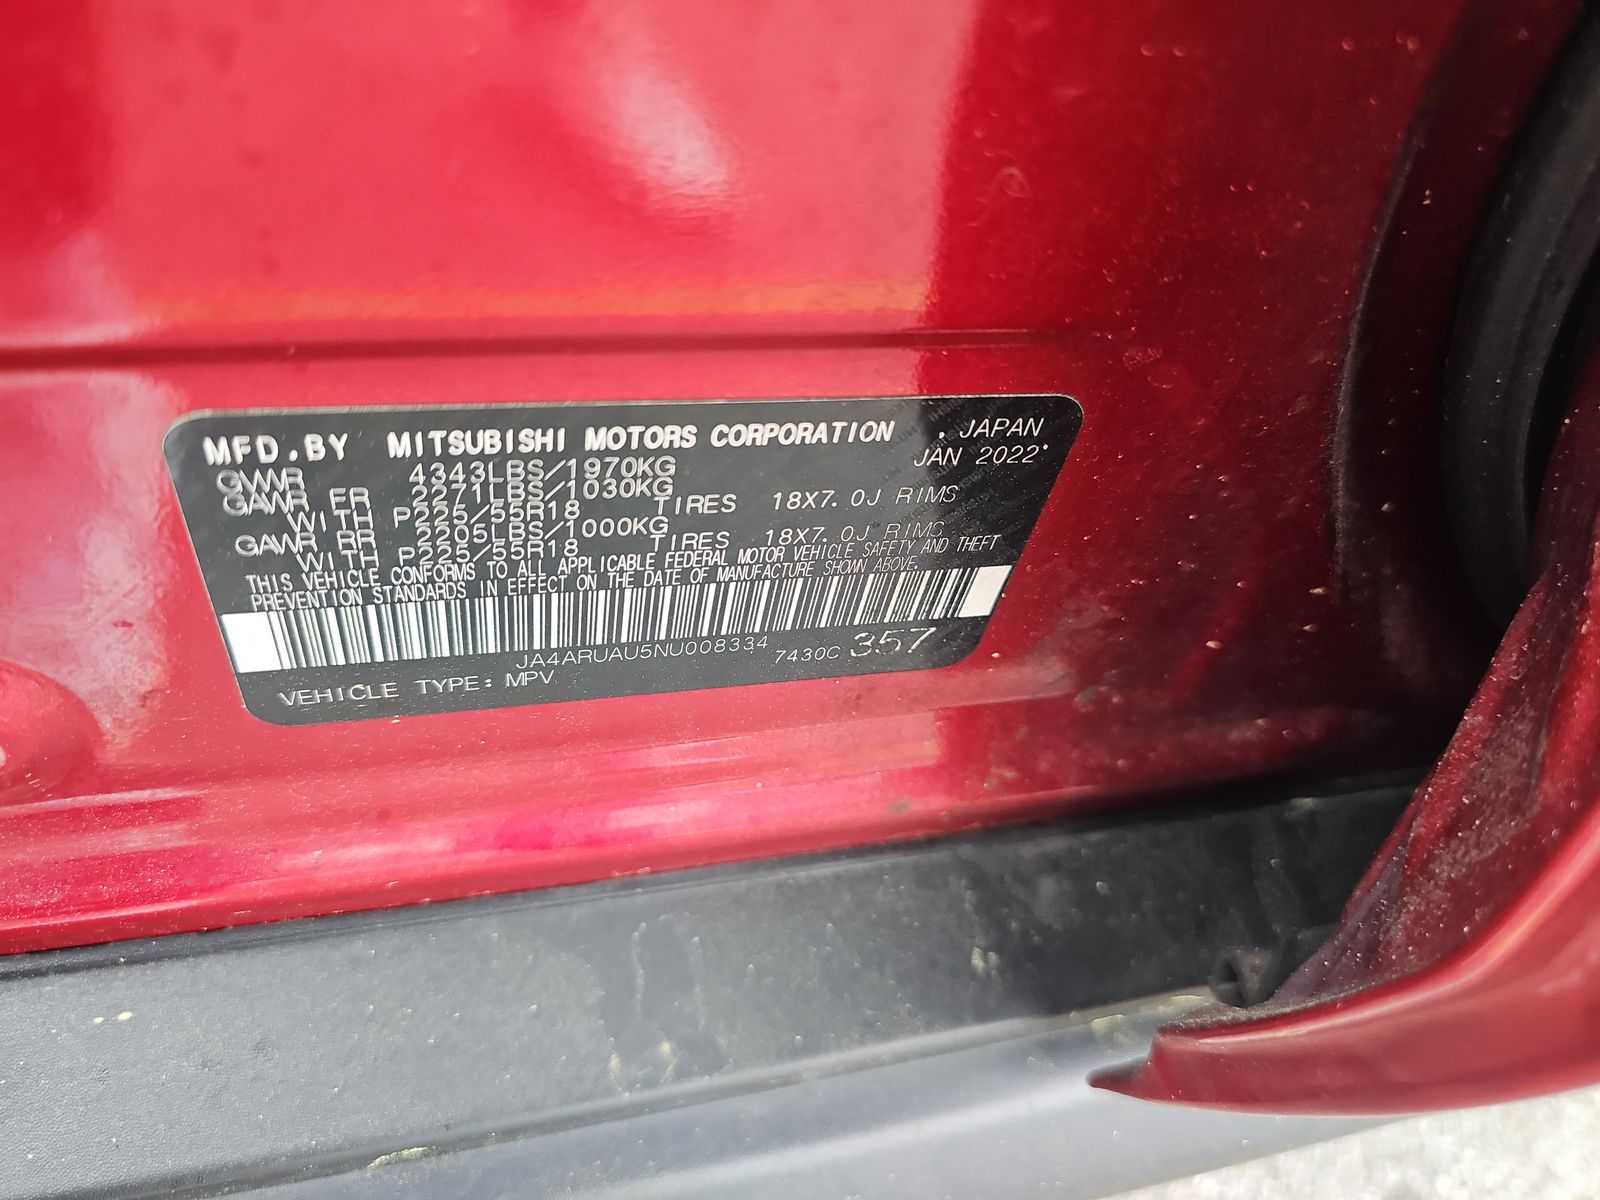 MFD.BY MITSUBISHI MOTORS CORPORATION . JAPAN
JAN 2022
GVWR 4343LBS/1970KG
GAWR FR 2271LBS/1030KG
WITH P225/55R18 TIRES 18X7.0J RIMS
GAWR RR 2205LBS/1000KG
WITH P225/55R18 TIRES 18X7.0J RIMS
THIS VEHICLE CONFORMS TO ALL APPLICABLE FEDERAL MOTOR VEHICLE SAFETY AND THEFT
PREVENTION STANDARDS IN EFFECT ON THE DATE OF MANUFACTURE SHOWN ABOVE.
JA4ARUAU5NU008334
7430C 357
VEHICLE TYPE: MPV